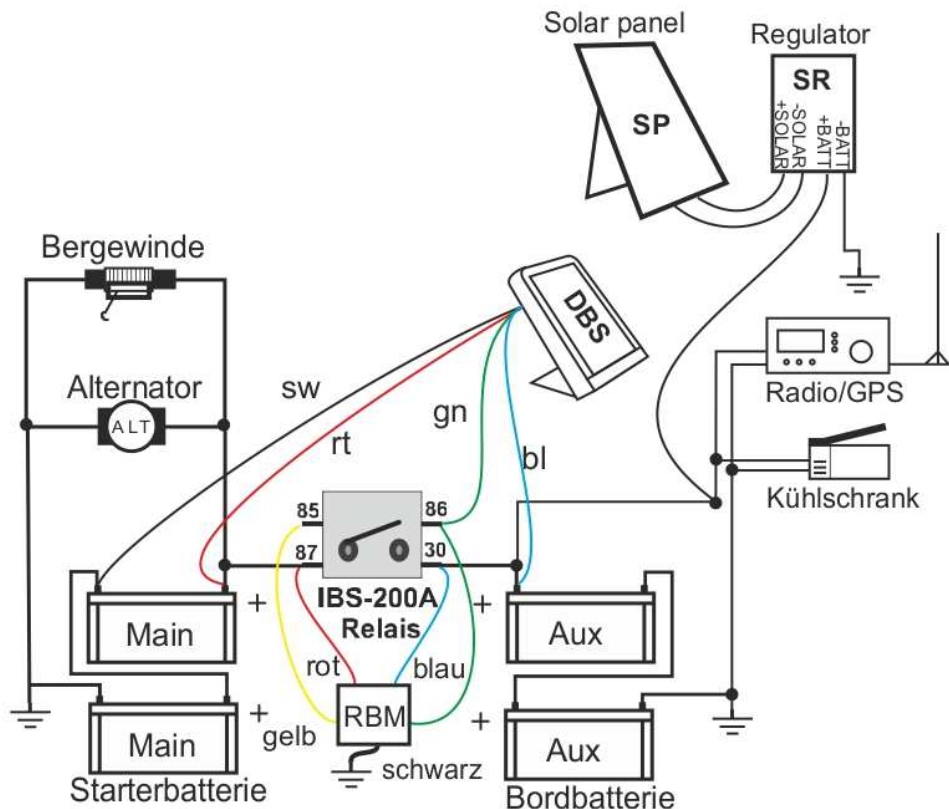 Solar panel
Regulator
SR
+SOLAR
-SOLAR
+BATT
-BATT
SP
Bergewinde
DBS
Alternator
ALT
sw
rt
gn
bl
Radio/GPS
Kühlschrank
85
86
87
30
IBS-200A
Relais
+
+
Main
Aux
rot
blau
RBM
+
gelb
+
Main
Aux
schwarz
Starterbatterie
Bordbatterie